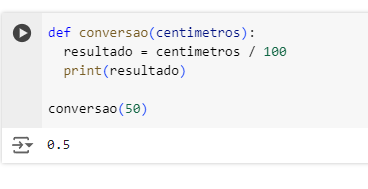 def conversao(centimetros):
  resultado = centimetros / 100
  print(resultado)

conversao(50)
0.5